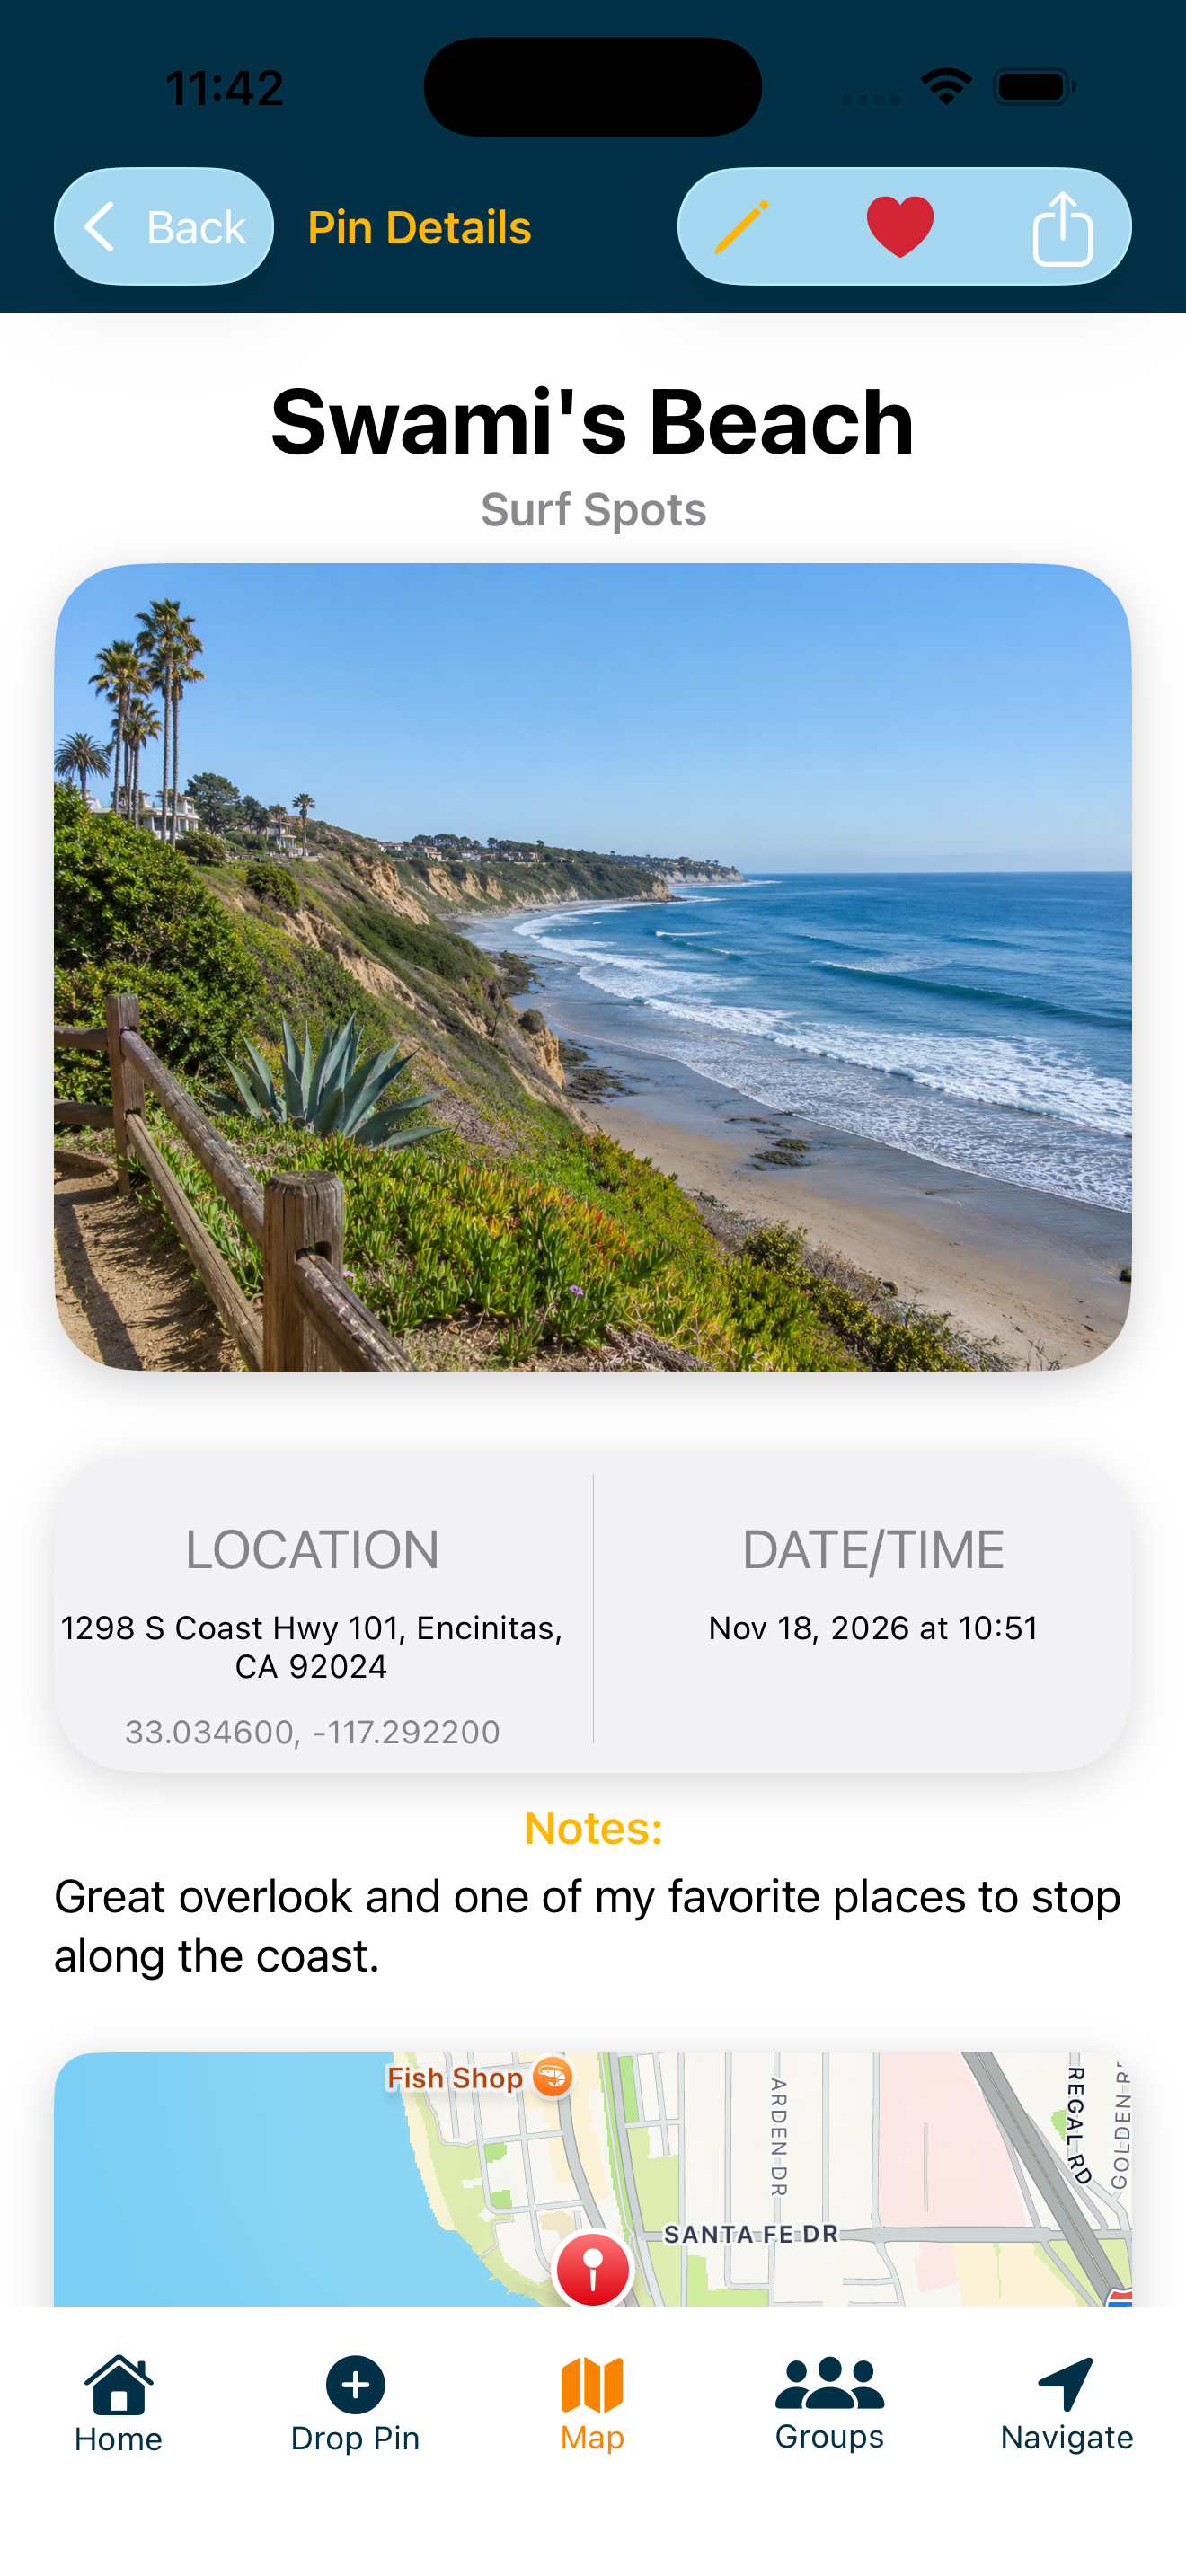 11:42
Back
Pin Details
Swami's Beach
Surf Spots
LOCATION
1298 S Coast Hwy 101, Encinitas,
CA 92024
33.034600, -117.292200
DATE/TIME
Nov 18, 2026 at 10:51
Notes:
Great overlook and one of my favorite places to stop
along the coast.
Fish Shop
ARDEN DR
REGAL RD
GOLDEN R
SANTA FE DR
Home
Drop Pin
Map
Groups
Navigate